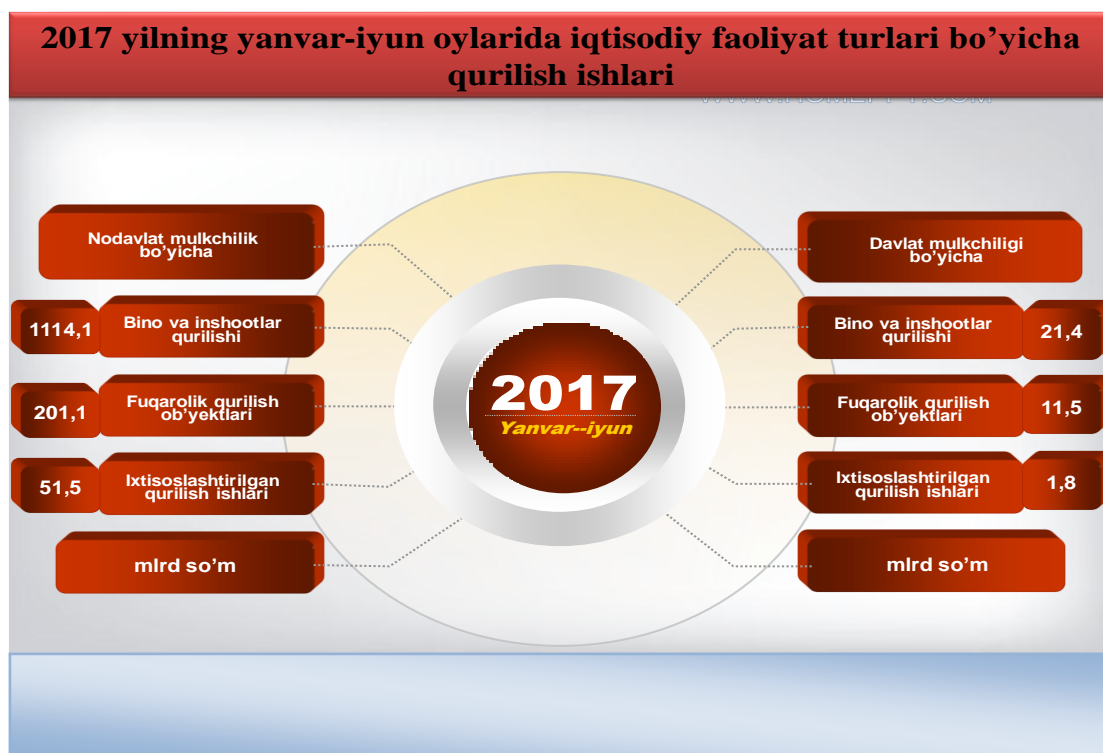 2017 yilning yanvar-iyun oylarida iqtisodiy faoliyat turlari bo’yicha
qurilish ishlari
Nodavlat mulkchilik
bo’yicha
1114,1
Bino va inshootlar
qurilishi
201,1
Fuqarolik qurilish
ob’yektlari
51,5
Ixtisoslashtirilgan
qurilish ishlari
mlrd so’m
2017
Yanvar--iyun
Davlat mulkchiligi
bo’yicha
Bino va inshootlar
qurilishi
21,4
Fuqarolik qurilish
ob’yektlari
11,5
Ixtisoslashtirilgan
qurilish ishlari
1,8
mlrd so’m